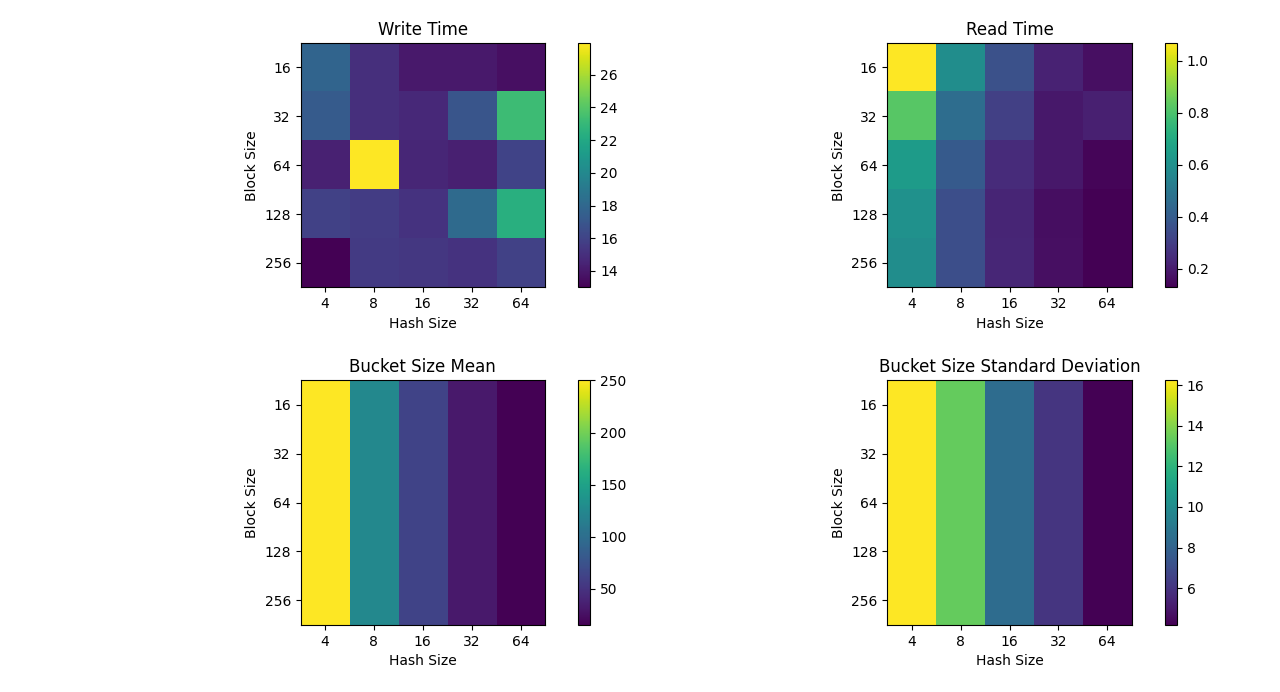 Write Time
Block Size
16
32
64
128
256
4 8 16 32 64
Hash Size
26
24
22
20
18
16
14
Read Time
Block Size
16
32
64
128
256
4 8 16 32 64
Hash Size
1.0
0.8
0.6
0.4
0.2
Bucket Size Mean
Block Size
16
32
64
128
256
4 8 16 32 64
Hash Size
250
200
150
100
50
Bucket Size Standard Deviation
Block Size
16
32
64
128
256
4 8 16 32 64
Hash Size
16
14
12
10
8
6